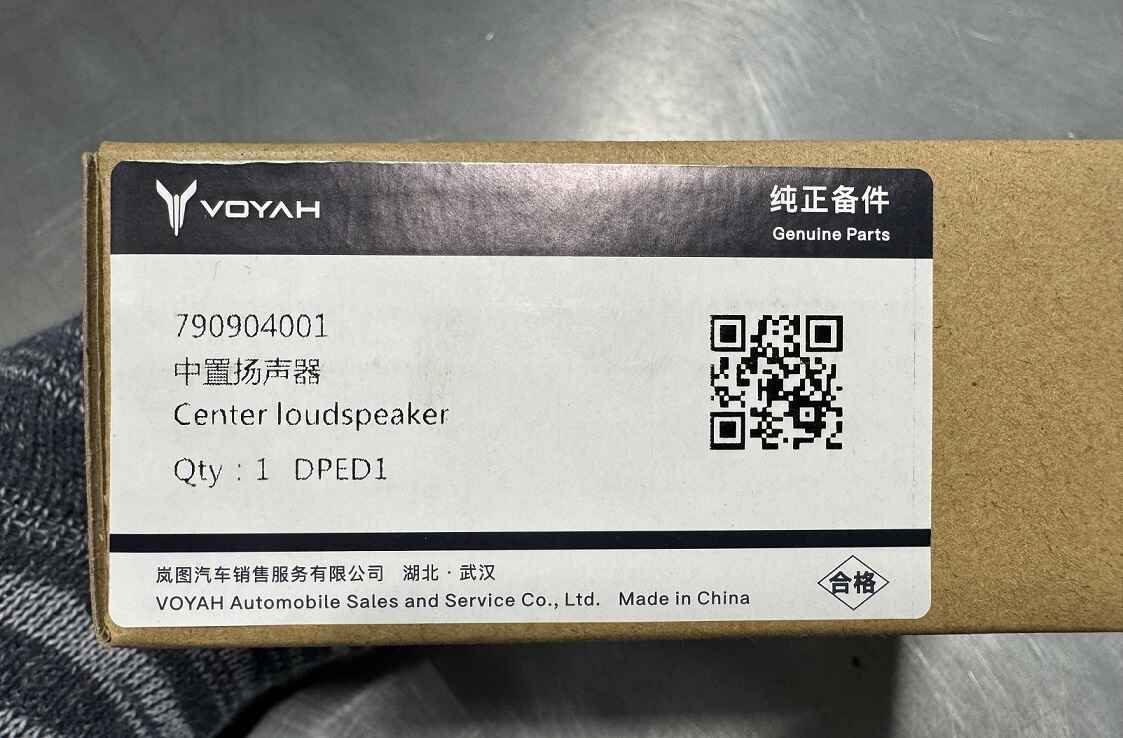 VOYAH
纯正备件
Genuine Parts
790904001
中置扬声器
Center loudspeaker
Qty : 1 DPED1
岚图汽车销售服务有限公司 湖北 · 武汉
VOYAH Automobile Sales and Service Co., Ltd. Made in China
合格